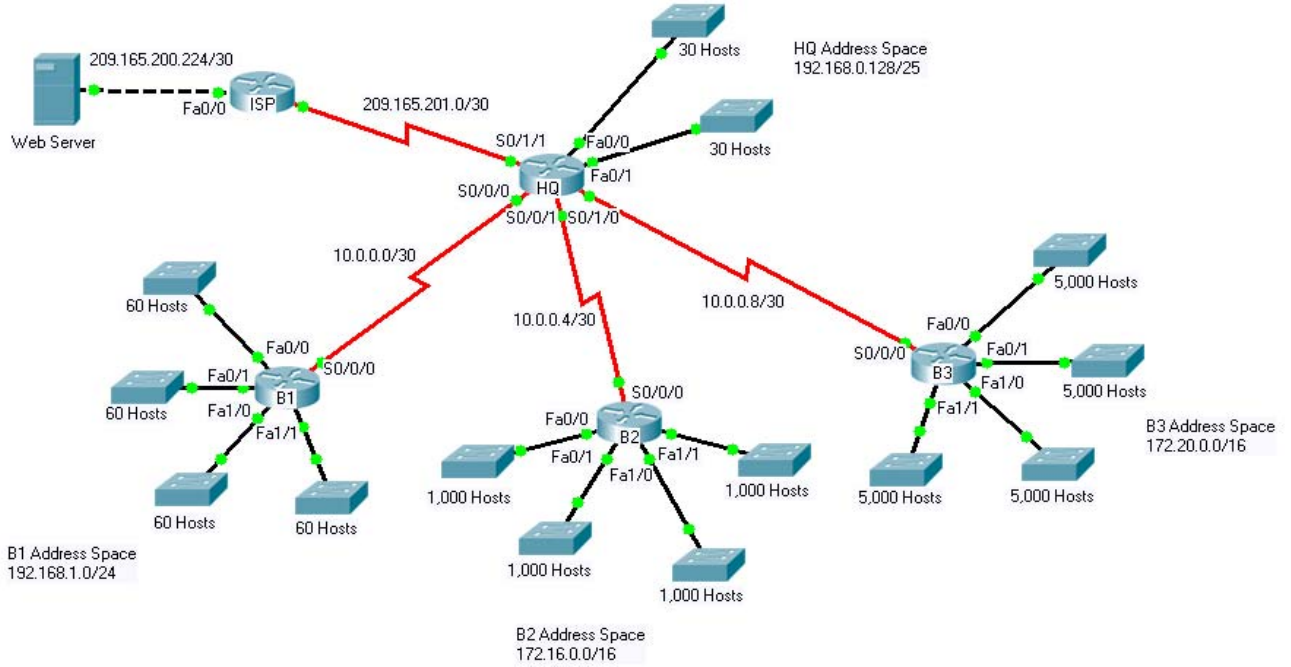 30 Hosts
HQ Address Space
192.168.0.128/25
209.165.200.224/30
Fa0/0
ISP
209.165.201.0/30
Web Server
S0/1/1
Fa0/0
30 Hosts
Fa0/1
S0/0/0
HQ
S0/0/1
S0/1/0
10.0.0.0/30
10.0.0.4/30
10.0.0.8/30
60 Hosts
Fa0/0
S0/0/0
Fa0/1
B1
60 Hosts
Fa1/0
Fa1/1
60 Hosts
60 Hosts
B1 Address Space
192.168.1.0/24
S0/0/0
Fa0/0
B2
Fa0/1
Fa1/1
Fa1/0
1,000 Hosts
1,000 Hosts
1,000 Hosts
1,000 Hosts
B2 Address Space
172.16.0.0/16
5,000 Hosts
Fa0/0
S0/0/0
Fa0/1
B3
Fa1/0
5,000 Hosts
Fa1/1
5,000 Hosts
5,000 Hosts
B3 Address Space
172.20.0.0/16